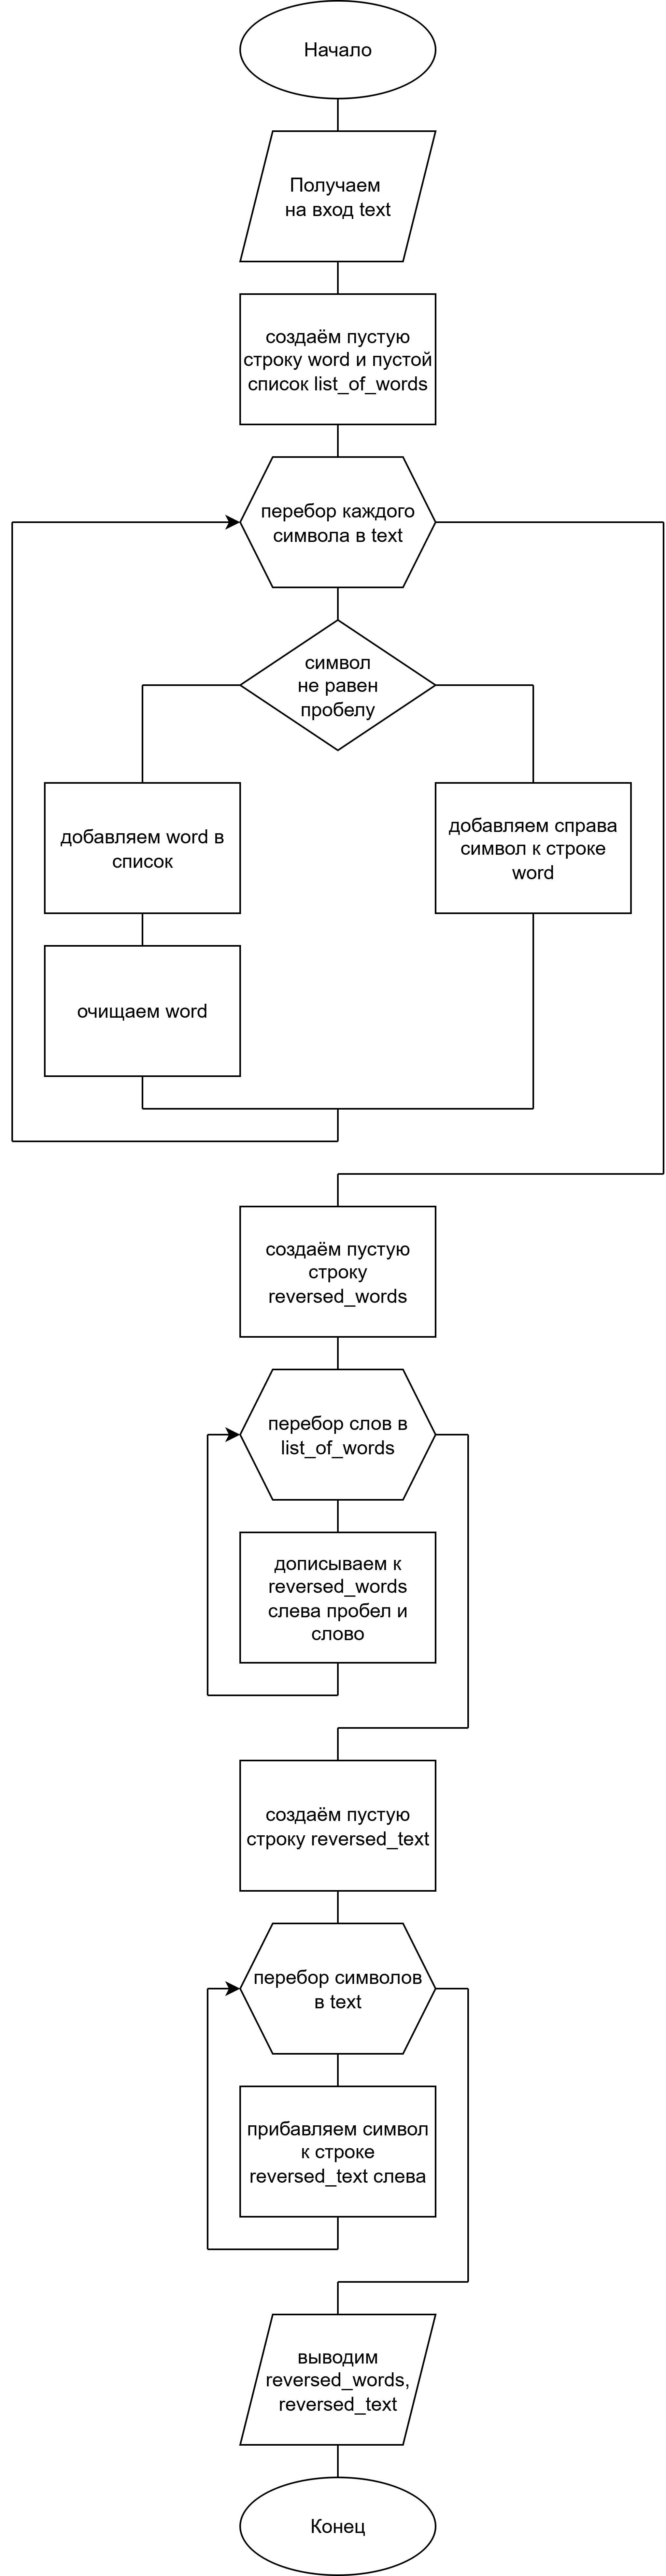 Начало
Получаем
на вход text
создаём пустую
строку word и пустой
список list_of_words
перебор каждого
символа в text
символ
не равен
пробелу
добавляем word в
список
добавляем справа
символ к строке
word
очищаем word
создаём пустую
строку
reversed_words
перебор слов в
list_of_words
дописываем к
reversed_words
слева пробел и
слово
создаём пустую
строку reversed_text
перебор символов
в text
прибавляем символ
к строке
reversed_text слева
выводим
reversed_words,
reversed_text
Конец